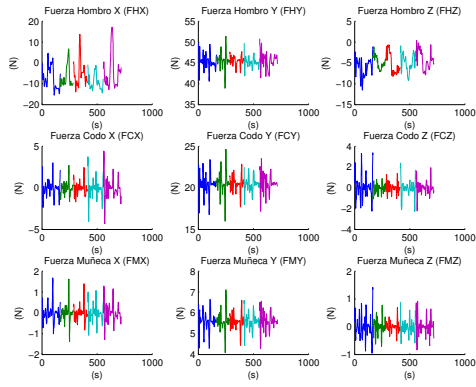 Fuerza Hombro X (FHX) Fuerza Hombro Y (FHY) Fuerza Hombro Z (FHZ)
20 55 5
10 50 0
0 45 -5
-10 40 -10
-20 35 -15
(N) (N) (N)
0 500 1000 0 500 1000 0 500 1000
(s) (s) (s)
Fuerza Codo X (FCX) Fuerza Codo Y (FCY) Fuerza Codo Z (FCZ)
5 25 4
2
0 20 0
-2
-5 15 -4
(N) (N) (N)
0 500 1000 0 500 1000 0 500 1000
(s) (s) (s)
Fuerza Muñeca X (FMX) Fuerza Muñeca Y (FMY) Fuerza Muñeca Z (FMZ)
2 8 2
1 7 1
0 6 0
-1 5
-2 4 -1
(N) (N) (N)
0 500 1000 0 500 1000 0 500 1000
(s) (s) (s)